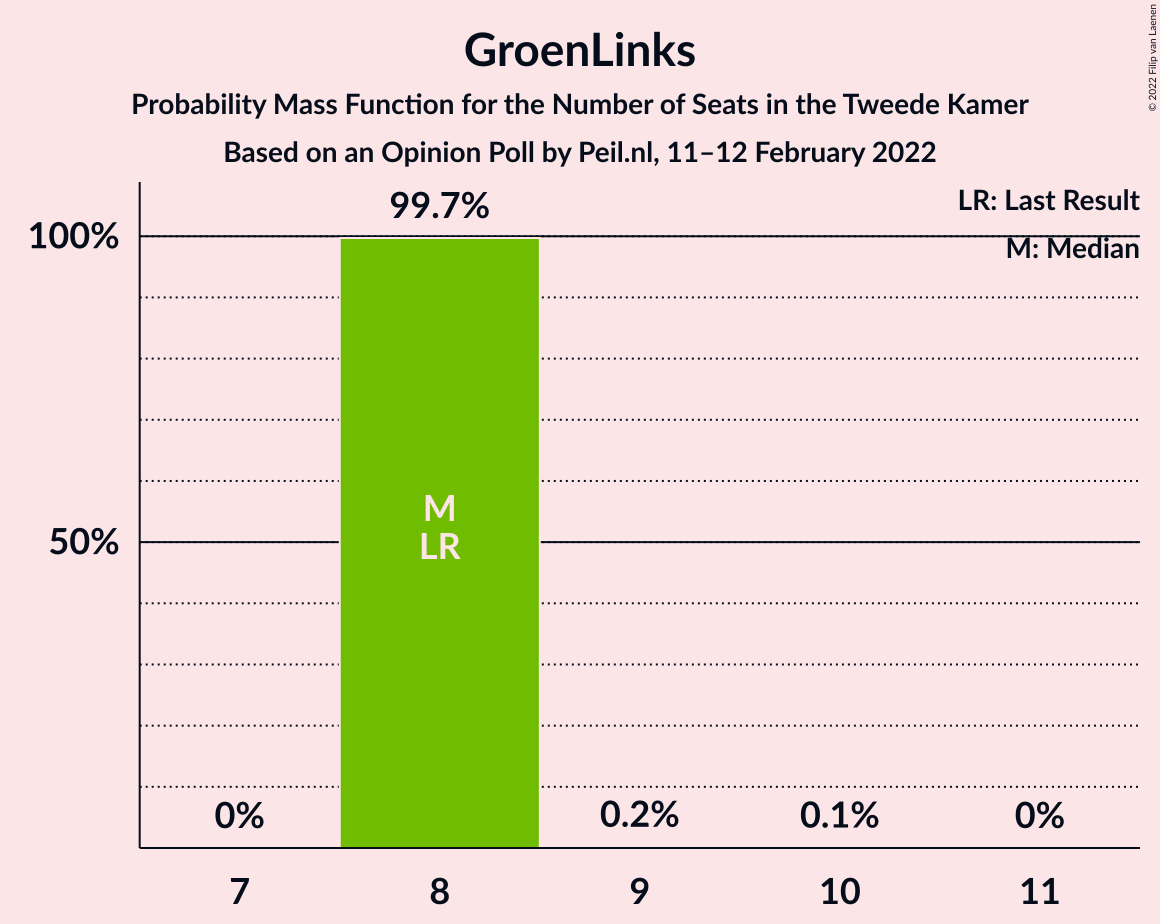 GroenLinks
Probability Mass Function for the Number of Seats in the Tweede Kamer
Based on an Opinion Poll by Peil.nl, 11–12 February 2022
© 2022 Filip van Laenen
LR: Last Result
M: Median
99.7%
100%
50%
M
LR
0%
0.2%
0.1%
0%
7
8
9
10
11